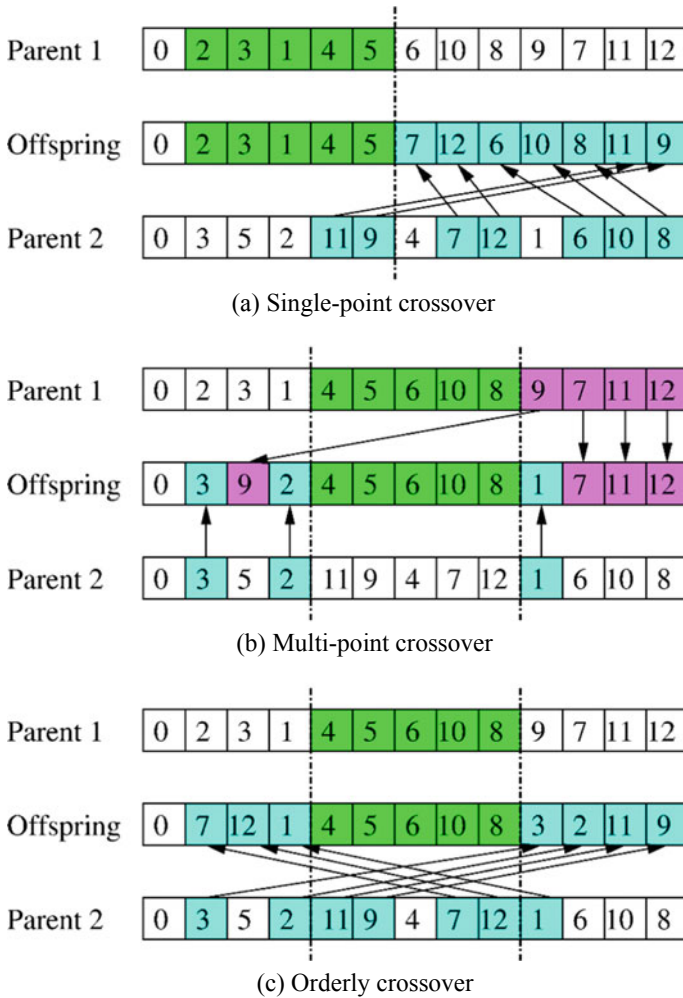 Parent 1 0 2 3 1 4 5 6 10 8 9 7 11 12
Offspring 0 2 3 1 4 5 7 12 6 10 8 11 9
Parent 2 0 3 5 2 11 9 4 7 12 1 6 10 8
(a) Single-point crossover
Parent 1 0 2 3 1 4 5 6 10 8 9 7 11 12
Offspring 0 3 9 2 4 5 6 10 8 1 7 11 12
Parent 2 0 3 5 2 11 9 4 7 12 1 6 10 8
(b) Multi-point crossover
Parent 1 0 2 3 1 4 5 6 10 8 9 7 11 12
Offspring 0 7 12 1 4 5 6 10 8 3 2 11 9
Parent 2 0 3 5 2 11 9 4 7 12 1 6 10 8
(c) Orderly crossover